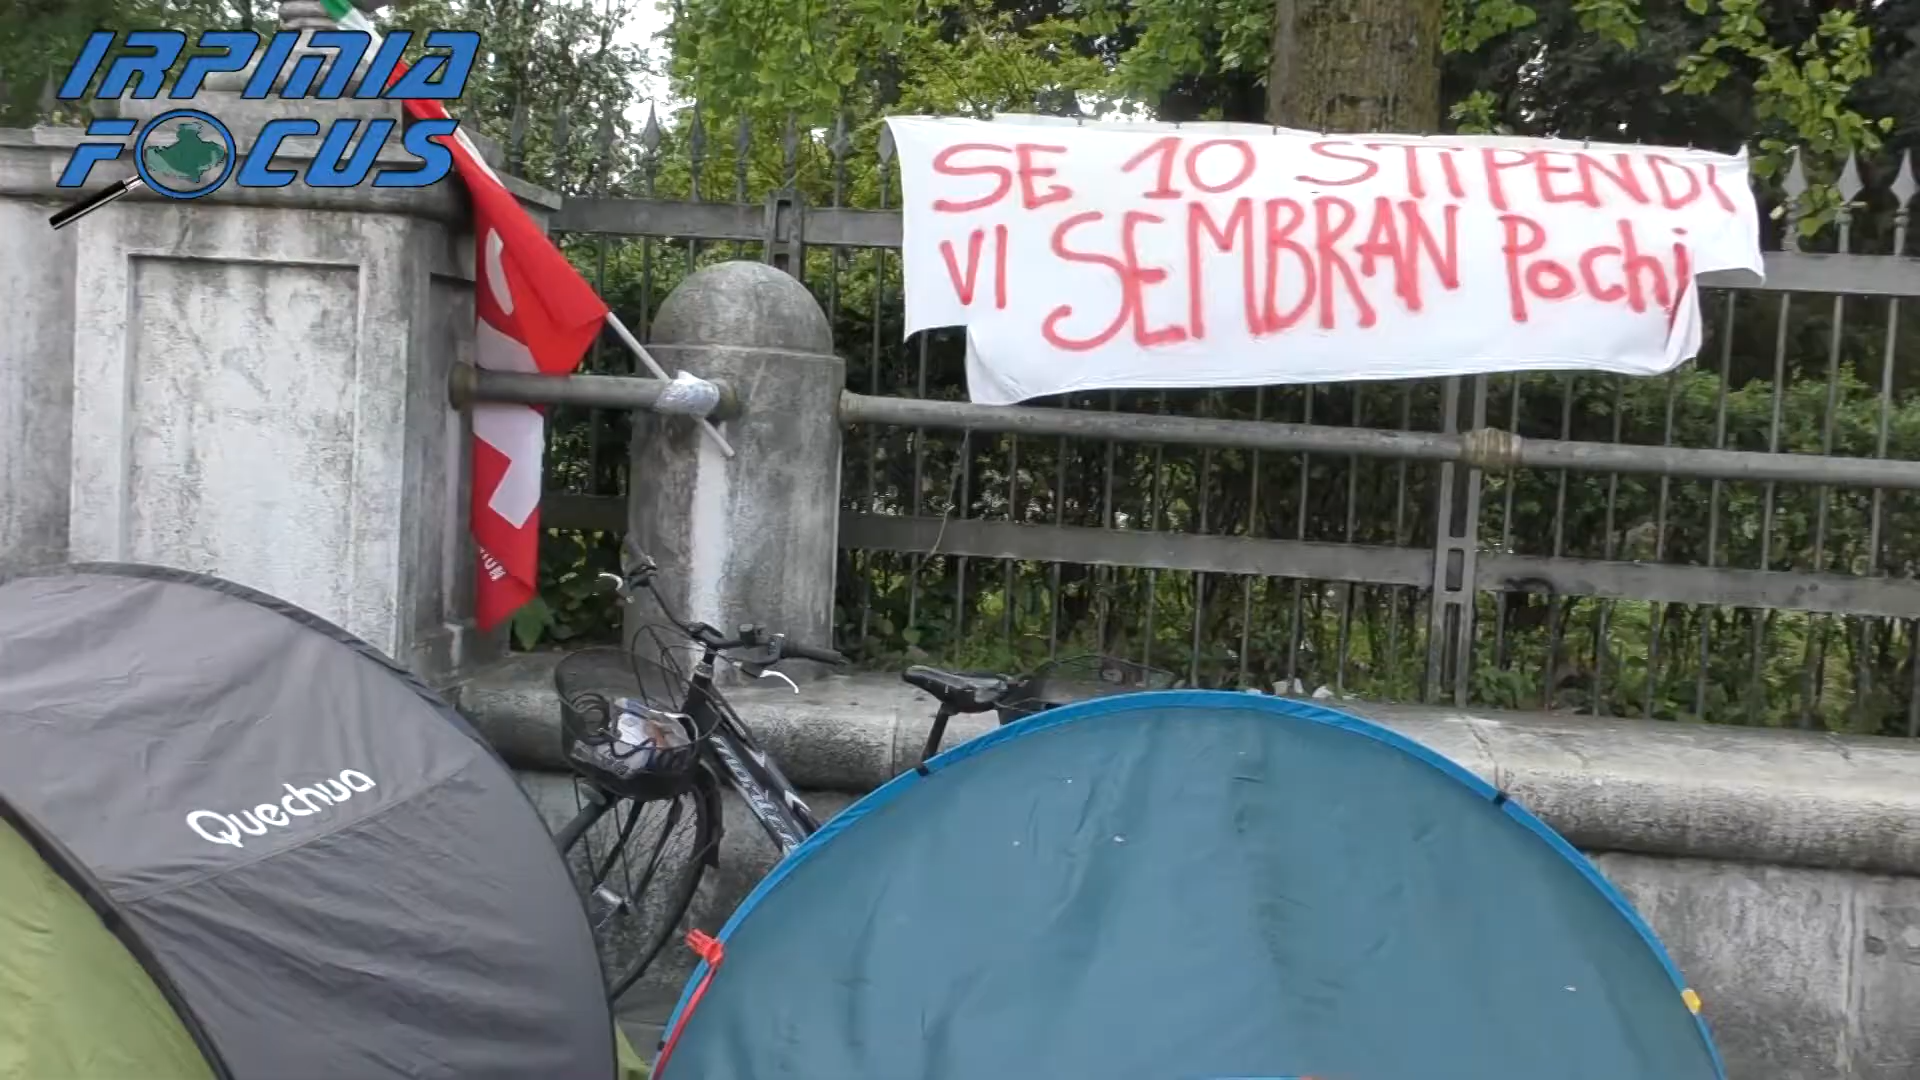 IRPINIA
FOCUS
SE 10 STIPENDI
VI SEMBRAN Pochi
Quechua